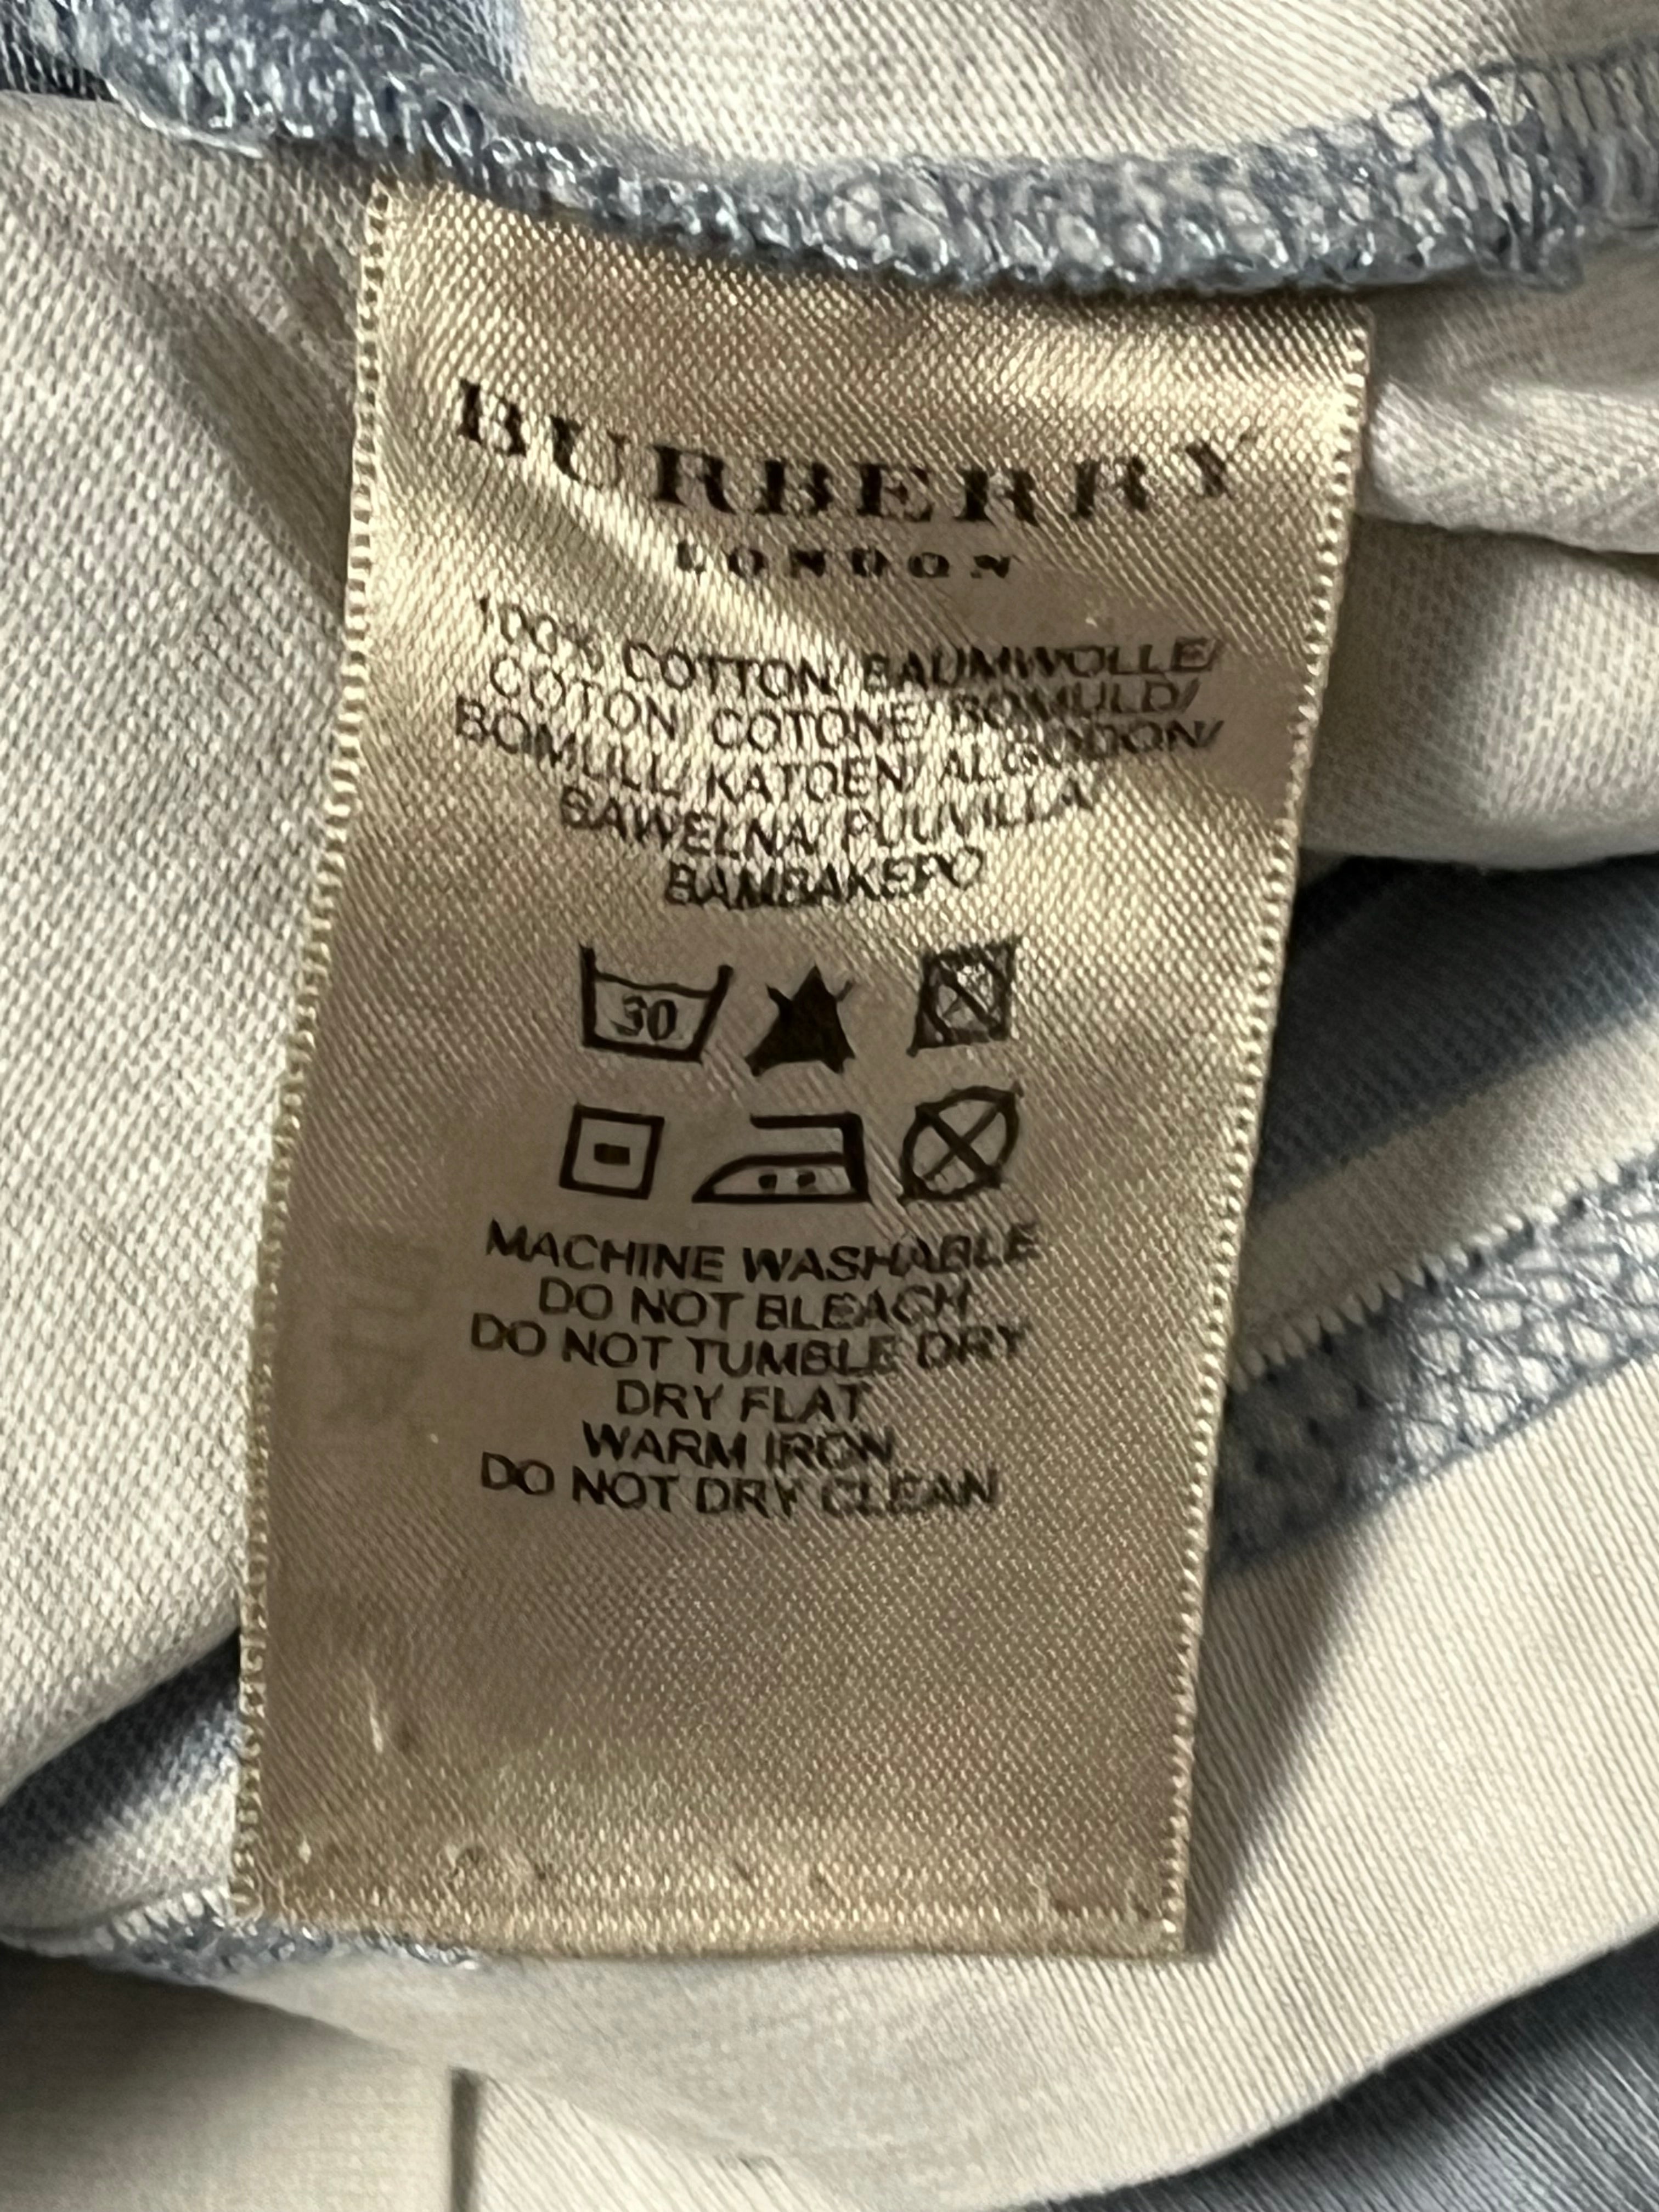 BURBERRY
LONDON
100% COTTON/ BAUMWOLLE/
COTON/ COTONE/ BOMULD/
BOMULL/ KATOEN/ ALGODON/
BAWELNA/ PUUVILLA
BAMBAKEPO
30
MACHINE WASHABLE
DO NOT BLEACH
DO NOT TUMBLE DRY
DRY FLAT
WARM IRON
DO NOT DRY CLEAN